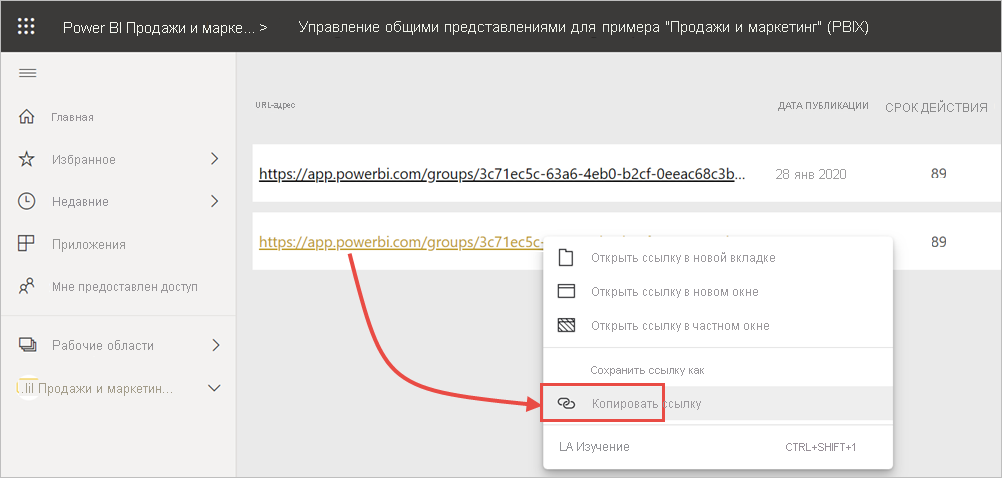 Power BI Продажи и марке... > Управление общими представлениями для примера "Продажи и маркетинг" (PBIX)
URL-адрес ДАТА ПУБЛИКАЦИИ СРОК ДЕЙСТВИЯ
Главная
Избранное
Недавние
Приложения
Мне предоставлен доступ
Рабочие области
Продажи и маркетин...
https://app.powerbi.com/groups/3c71ec5c-63a6-4eb0-b2cf-0eeac68c3b... 28 янв 2020 89
https://app.powerbi.com/groups/3c71ec5c- 89
Открыть ссылку в новой вкладке
Открыть ссылку в новом окне
Открыть ссылку в частном окне
Сохранить ссылку как
Копировать ссылку
LA Изучение CTRL+SHIFT+1